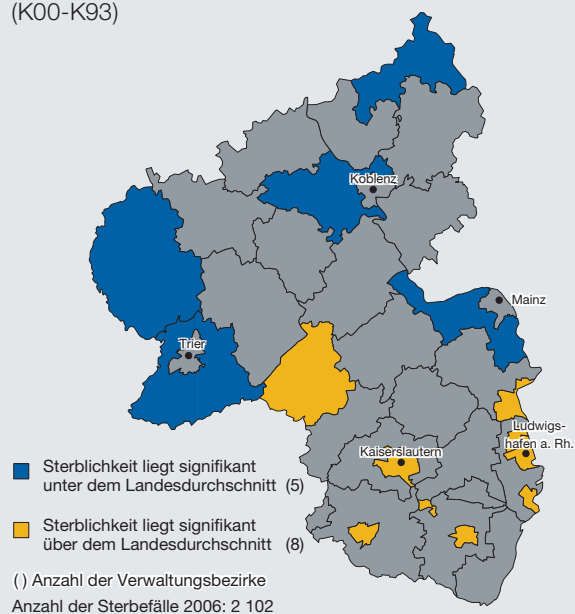 (K00-K93)
Koblenz
Mainz
Trier
Ludwigs-
hafen a. Rh.
Kaiserslautern
Sterblichkeit liegt signifikant
unter dem Landesdurchschnitt (5)
Sterblichkeit liegt signifikant
über dem Landesdurchschnitt (8)
( ) Anzahl der Verwaltungsbezirke
Anzahl der Sterbefälle 2006: 2 102